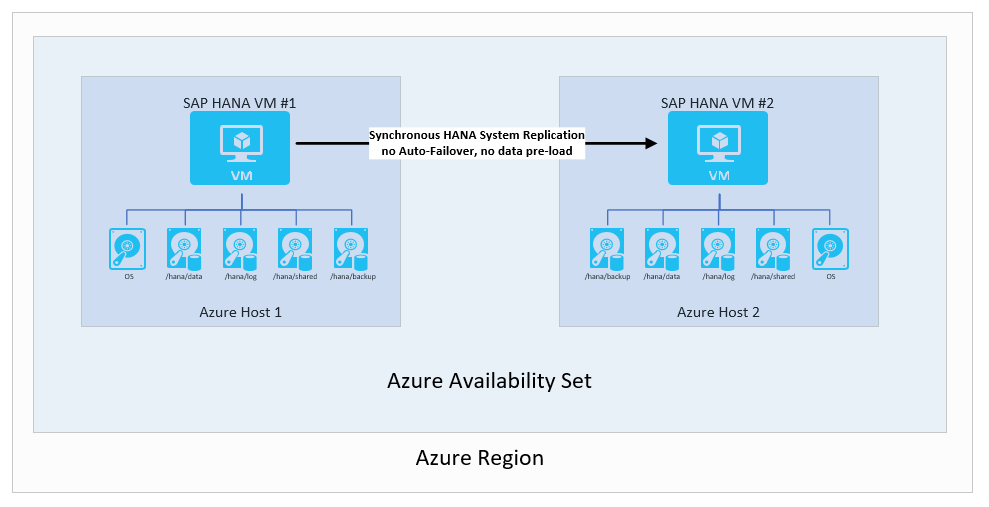 SAP HANA VM #1
SAP HANA VM #2
Synchronous HANA System Replication
no Auto-Failover, no data pre-load
VM
VM
OS
/hana/data
/hana/log
/hana/shared
/hana/backup
/hana/backup
/hana/data
/hana/log
/hana/shared
OS
Azure Host 1
Azure Host 2
Azure Availability Set
Azure Region